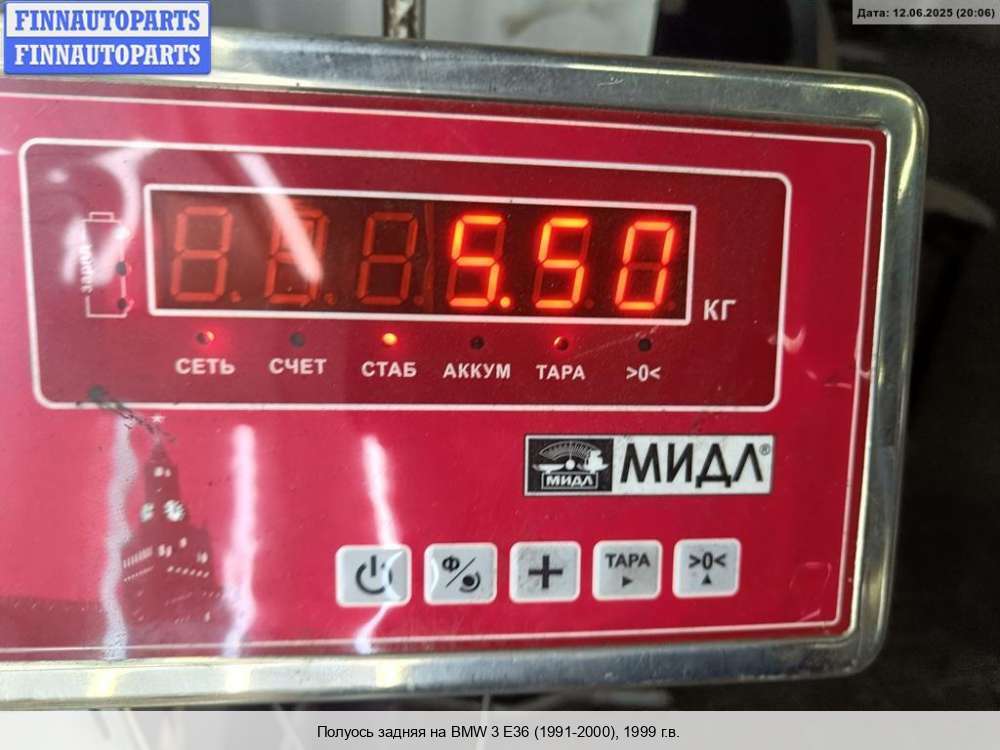 FINNAUTOPARTS
FINNAUTOPARTS
Дата: 12.06.2025 (20:06)
заряд
5.50
КГ
СЕТЬ СЧЕТ СТАБ АККУМ ТАРА >0<
МИДЛ МИДЛ®
Ф/ + ТАРА >0<
Полуось задняя на BMW 3 E36 (1991-2000), 1999 г.в.